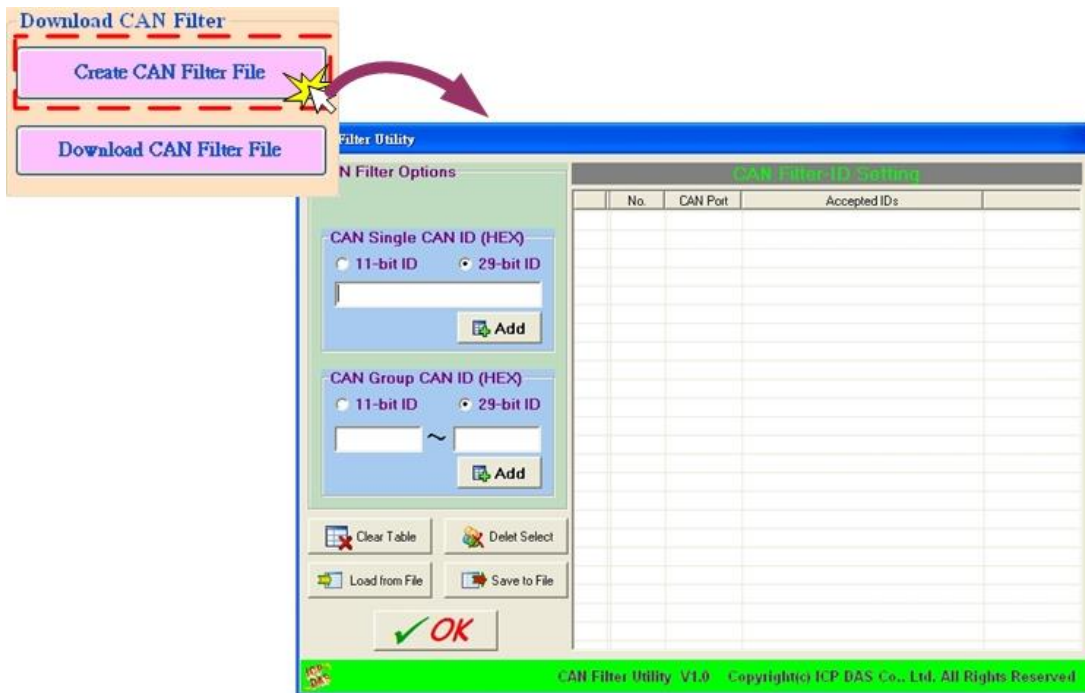 Download CAN Filter
Create CAN Filter File
Download CAN Filter File
Filter Utility
N Filter Options
CAN Single CAN ID (HEX)
11-bit ID 29-bit ID
Add
CAN Group CAN ID (HEX)
11-bit ID 29-bit ID
~
Add
Clear Table Delet Select
Load from File Save to File
OK
CAN Filter-ID Setting
No. CAN Port Accepted IDs
ICP DAS
CAN Filter Utility V1.0 Copyright(c) ICP DAS Co., Ltd. All Rights Reserved